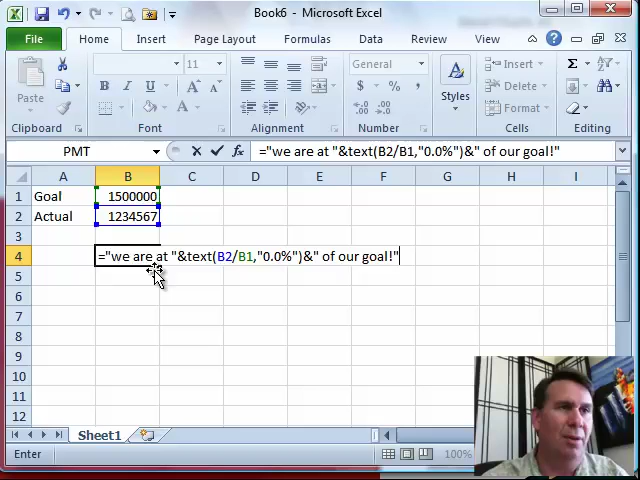 Book6 - Microsoft Excel
File Home Insert Page Layout Formulas Data Review View
Paste
Clipboard
11
B I U
Font
Alignment
General
$ % ,
Number
Styles
Insert
Delete
Format
Cells
Editing
PMT ="we are at "&text(B2/B1,"0.0%")&" of our goal!"
A B C D E F G H I
1 Goal 1500000
2 Actual 1234567
3
4 ="we are at "&text(B2/B1,"0.0%")&" of our goal!"
5
6
7
8
9
10
11
12
Sheet1
Enter 100%